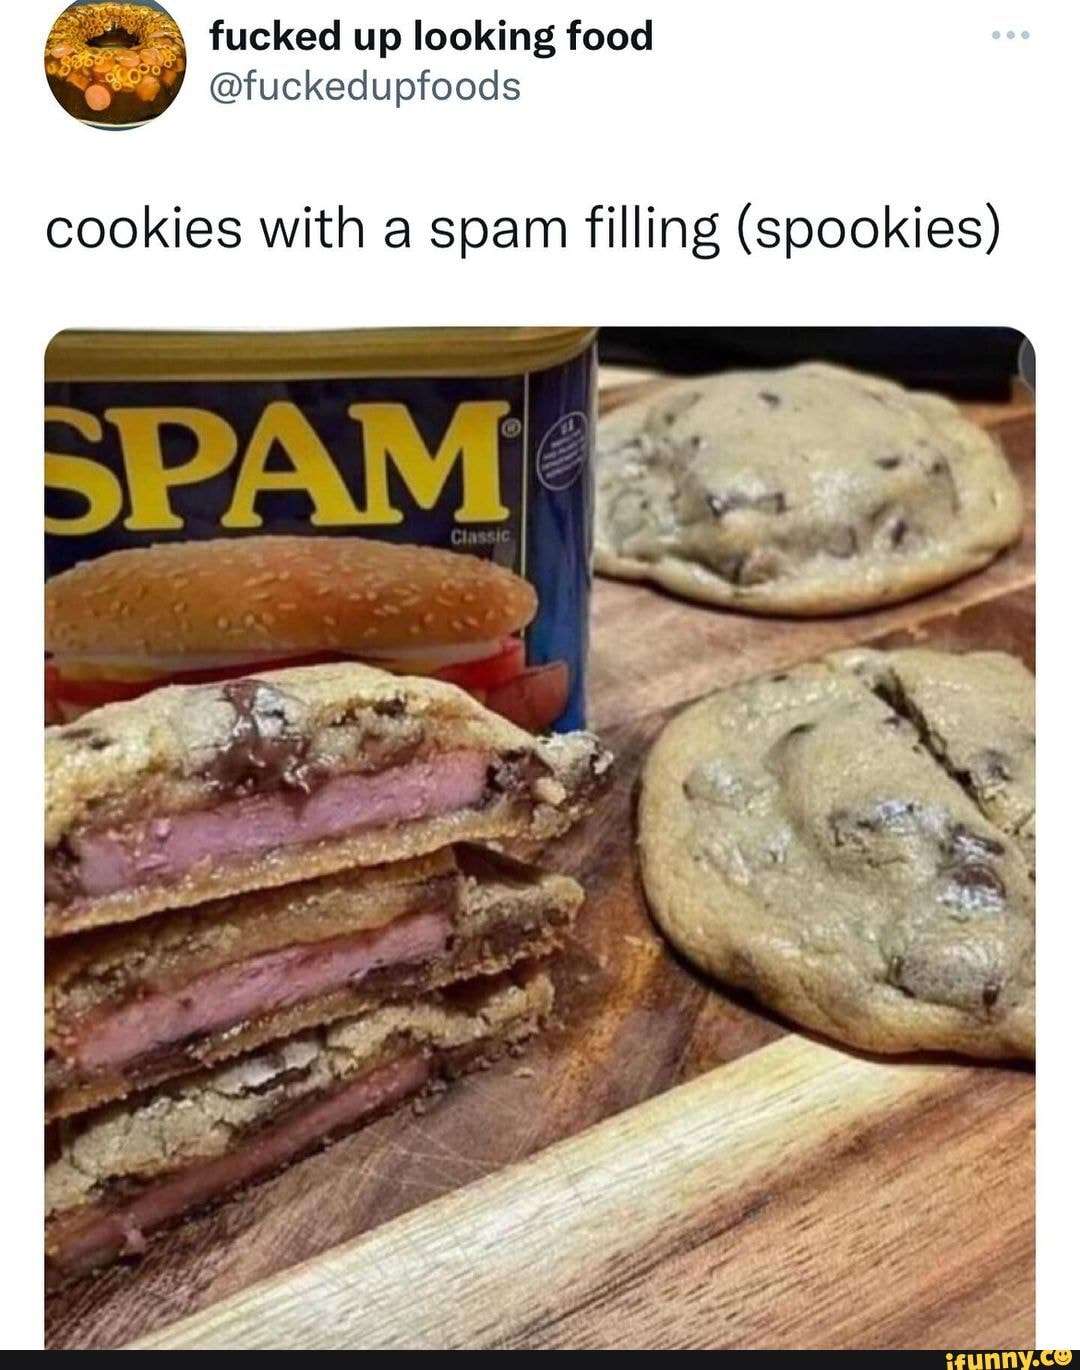 fucked up looking food
@fuckedupfoods
cookies with a spam filling (spookies)
SPAM®
Classic
ifunny.co